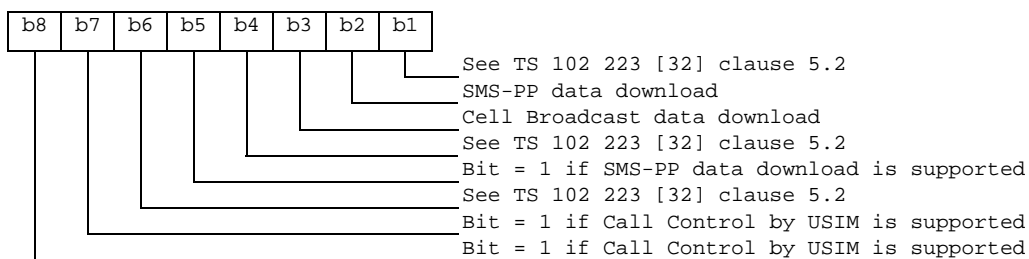 b8 b7 b6 b5 b4 b3 b2 b1
See TS 102 223 [32] clause 5.2
SMS-PP data download
Cell Broadcast data download
See TS 102 223 [32] clause 5.2
Bit = 1 if SMS-PP data download is supported
See TS 102 223 [32] clause 5.2
Bit = 1 if Call Control by USIM is supported
Bit = 1 if Call Control by USIM is supported